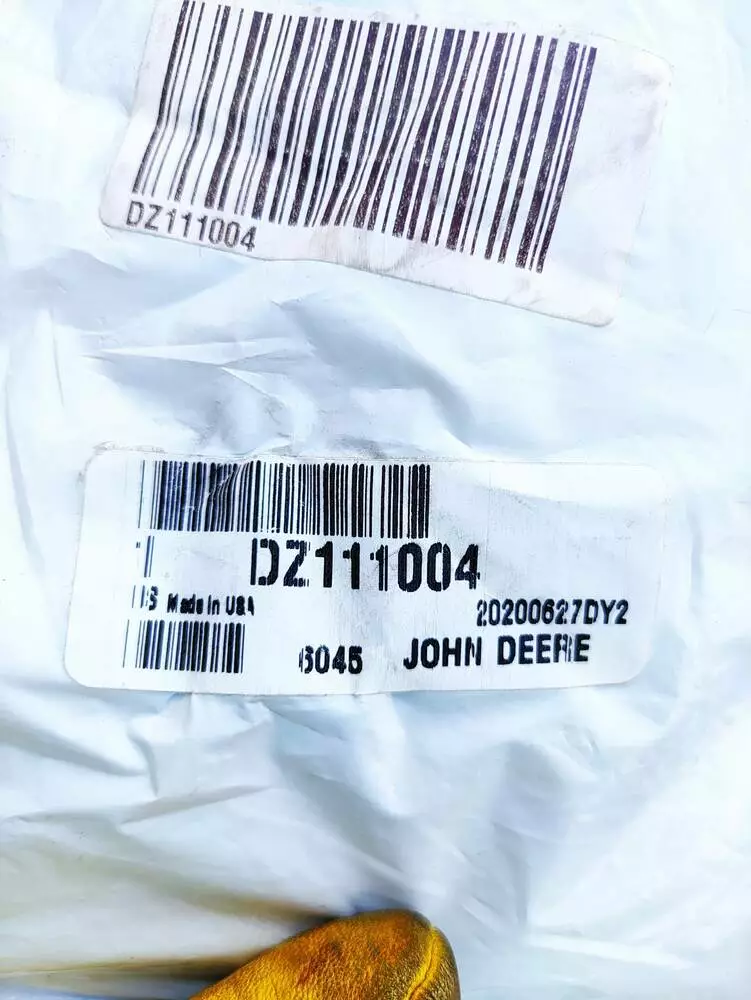 DZ111004
DZ111004
Made in USA
20200627DY2
6045 JOHN DEERE